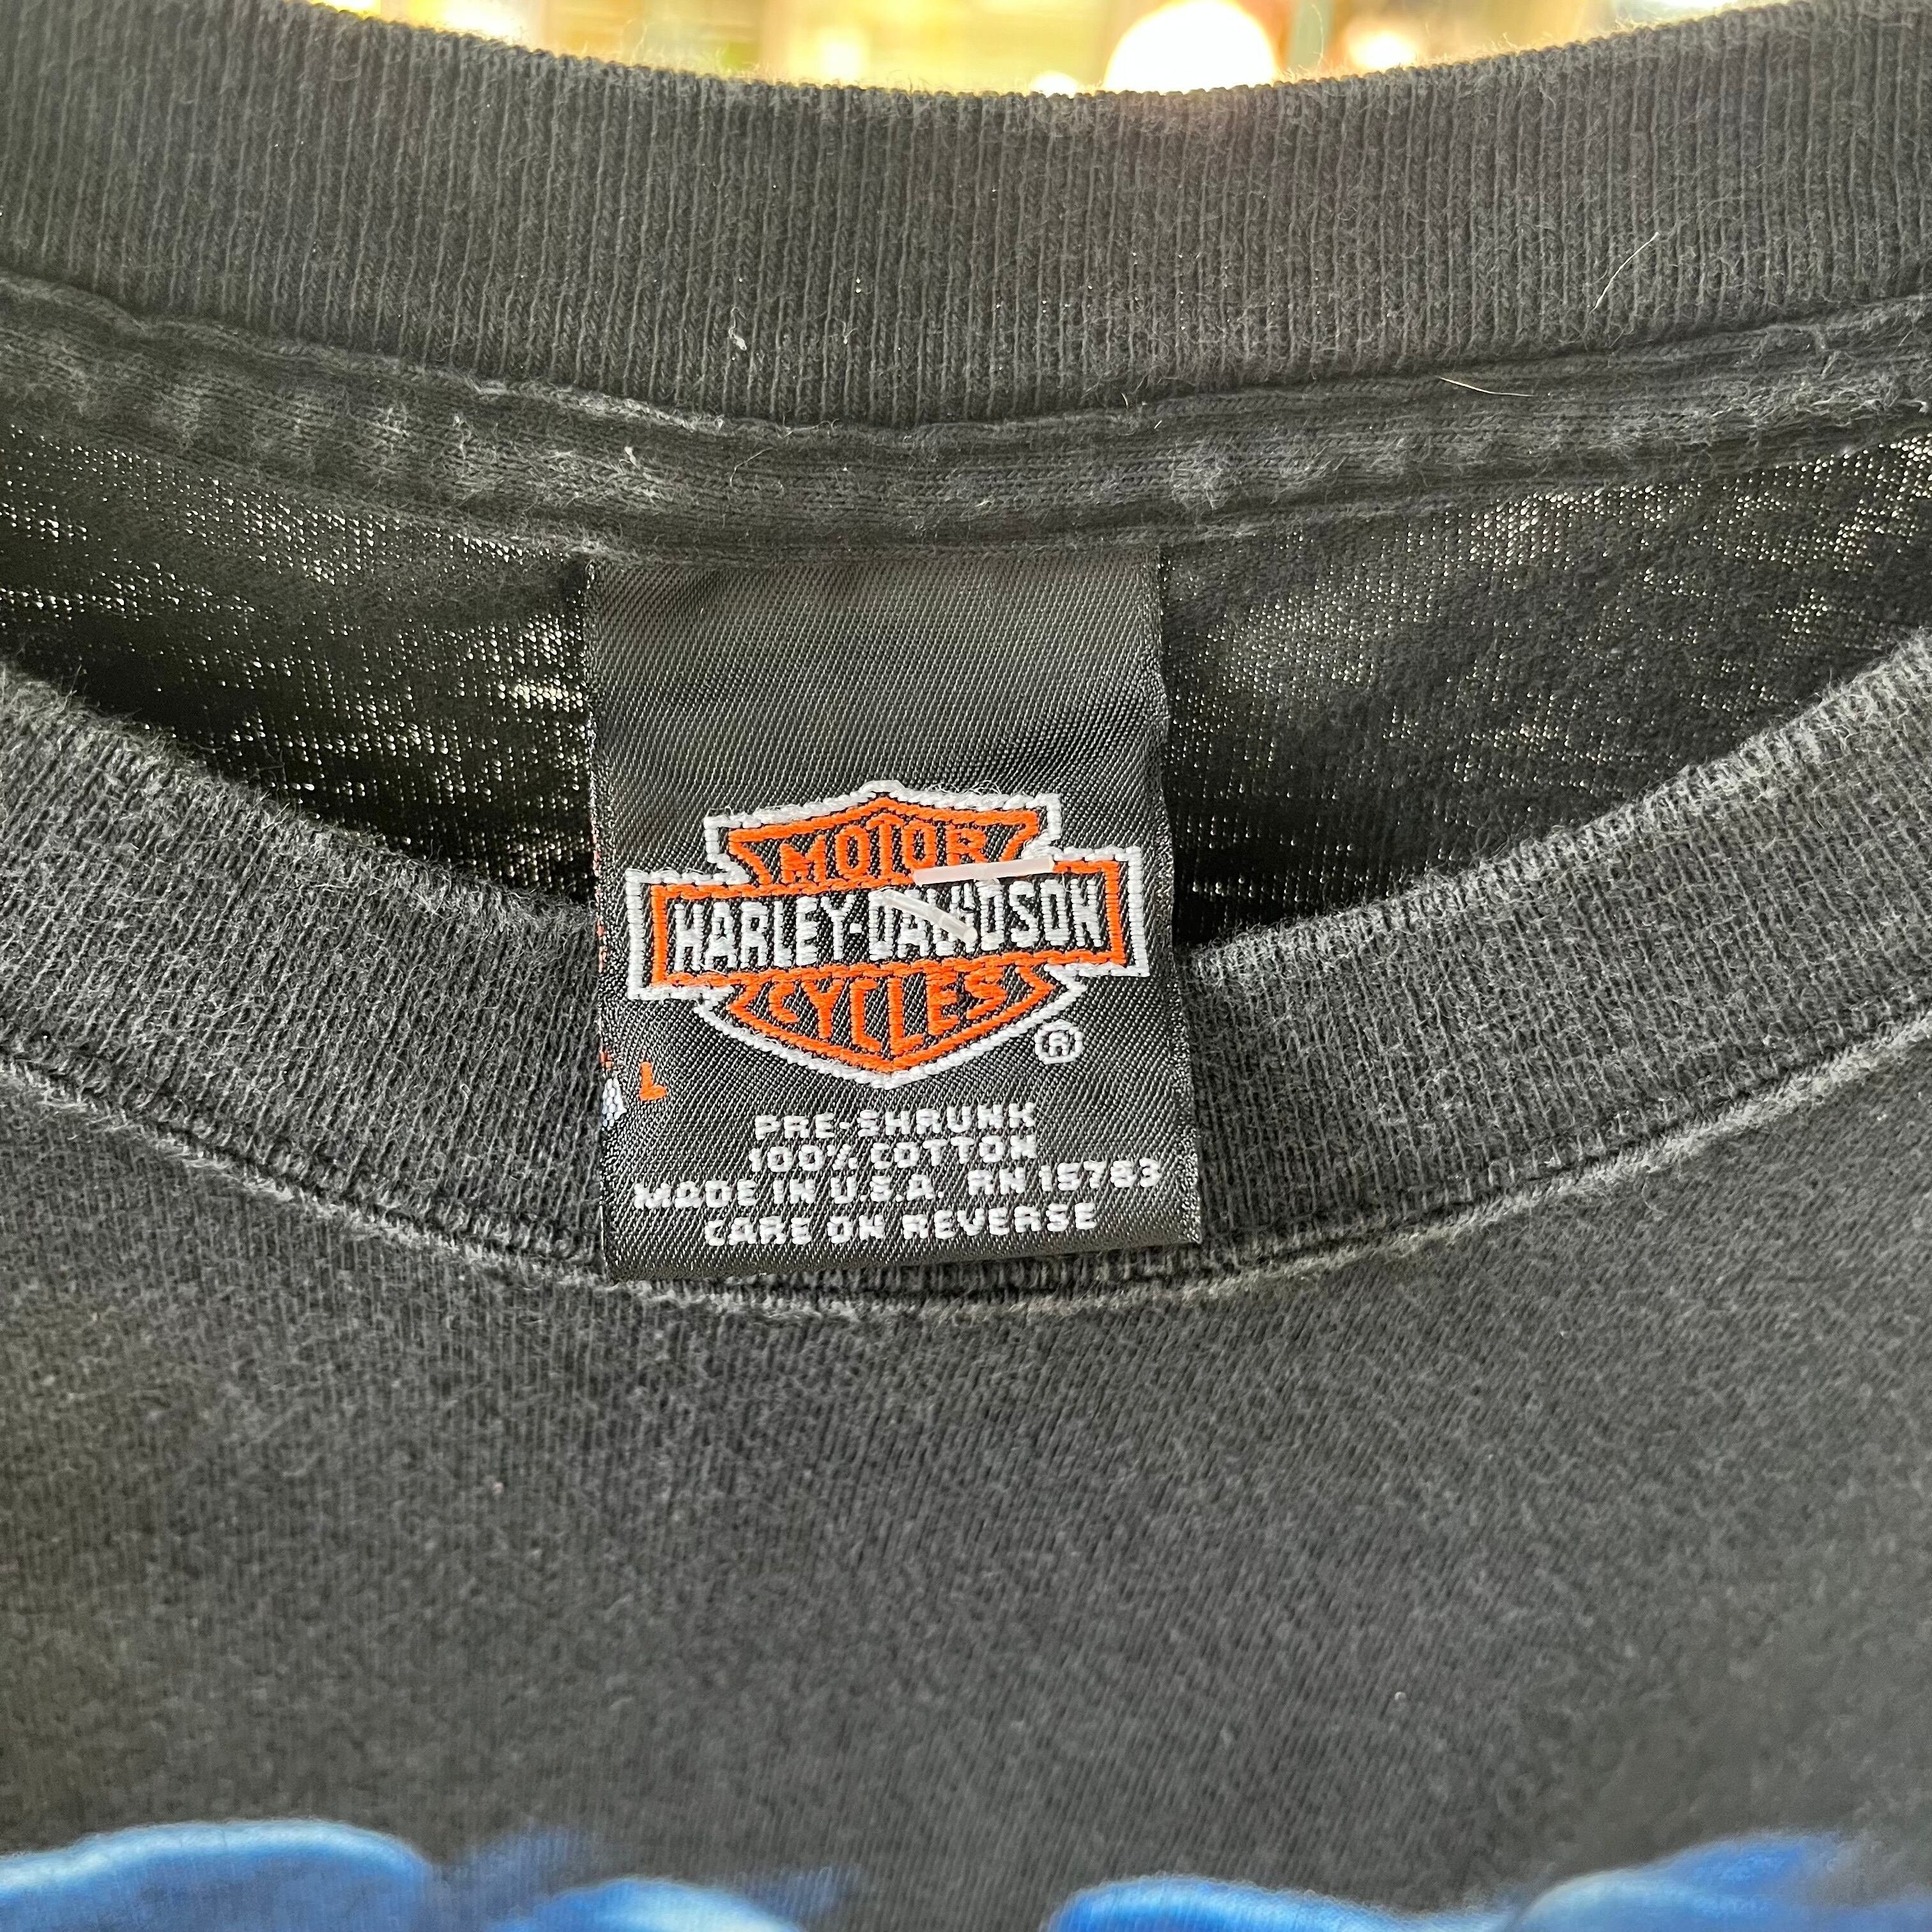 MOTOR
HARLEY-DAVIDSON
CYCLES
®
L
PRE-SHRUNK
100% COTTON
MADE IN U.S.A. RN 15763
CARE ON REVERSE